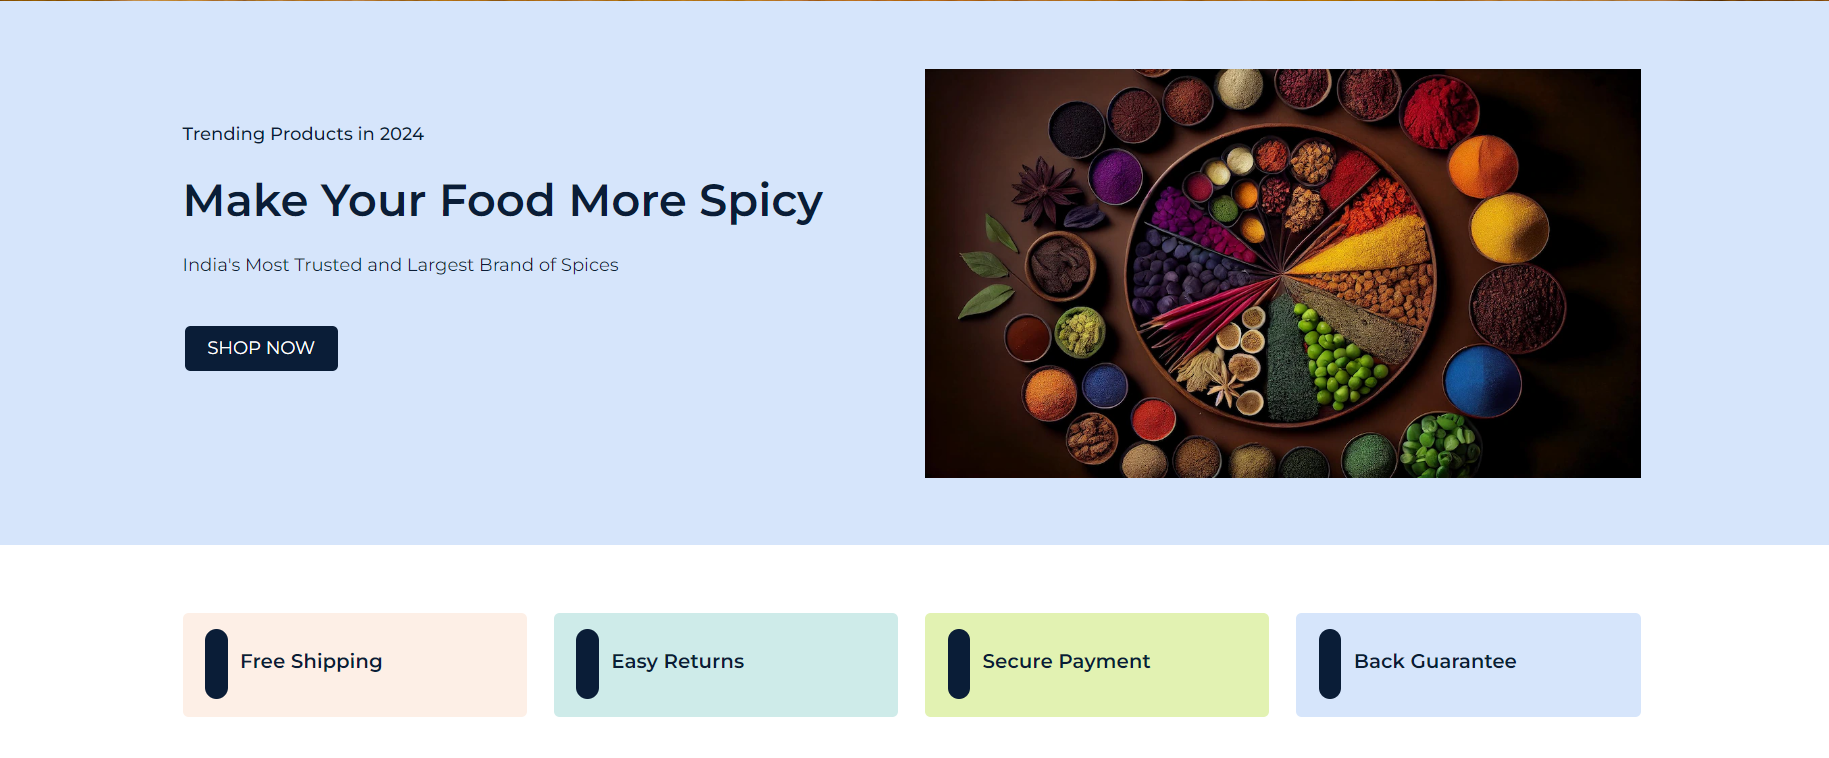 Trending Products in 2024
Make Your Food More Spicy
India's Most Trusted and Largest Brand of Spices
SHOP NOW
Free Shipping
Easy Returns
Secure Payment
Back Guarantee